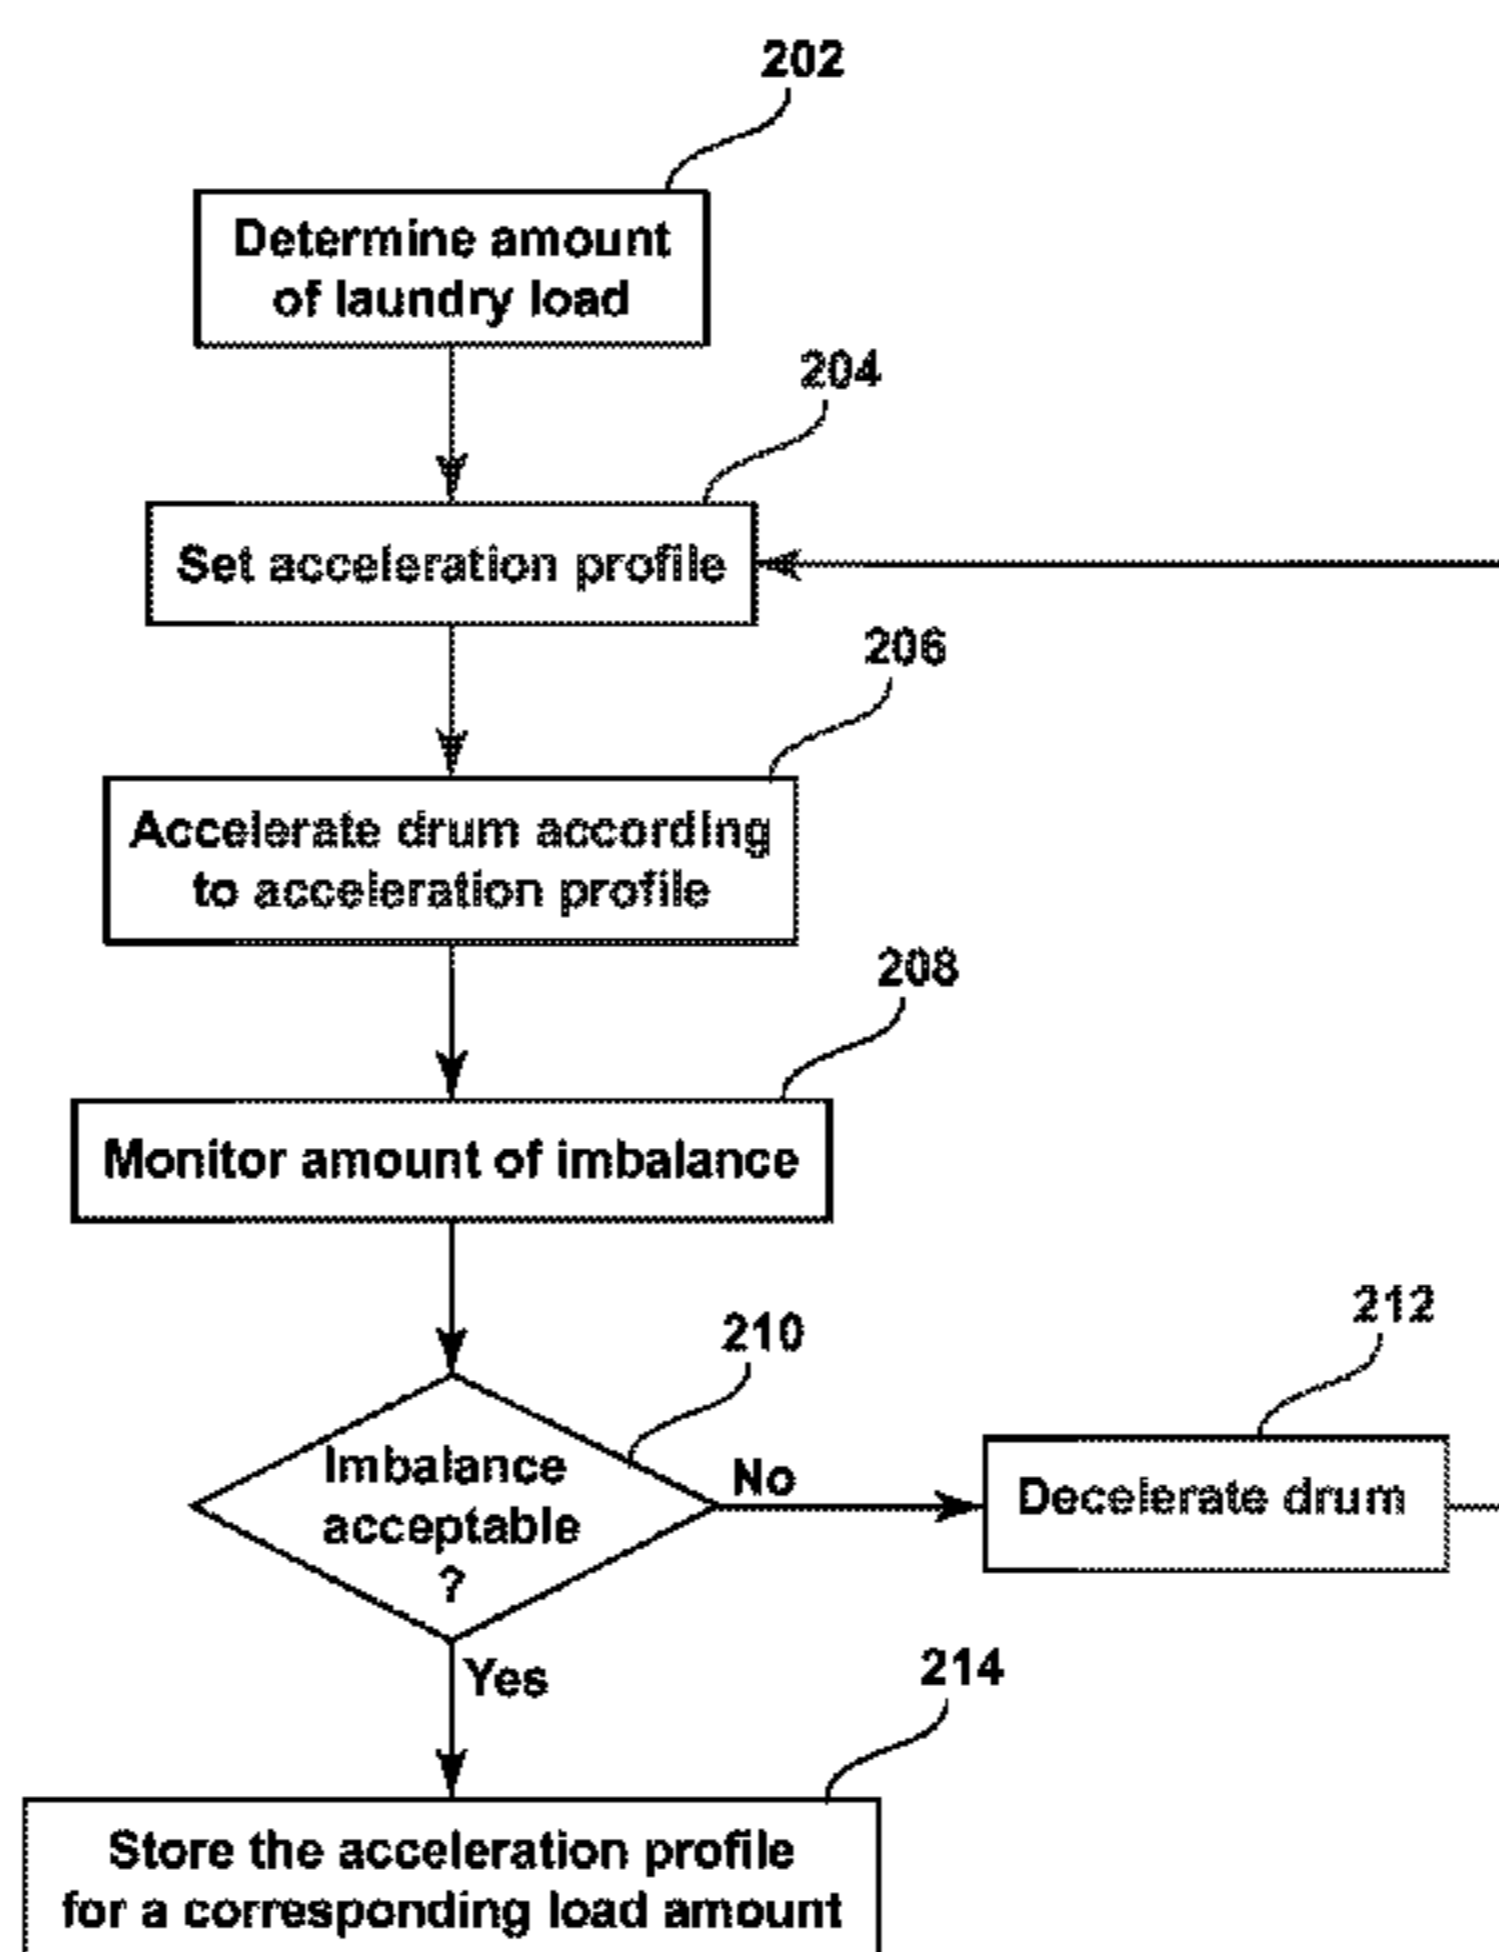 202
Determine amount
of laundry load
204
Set acceleration profile
206
Accelerate drum according
to acceleration profile
208
Monitor amount of imbalance
210
212
Imbalance
acceptable
?
No
Decelerate drum
Yes
214
Store the acceleration profile
for a corresponding load amount